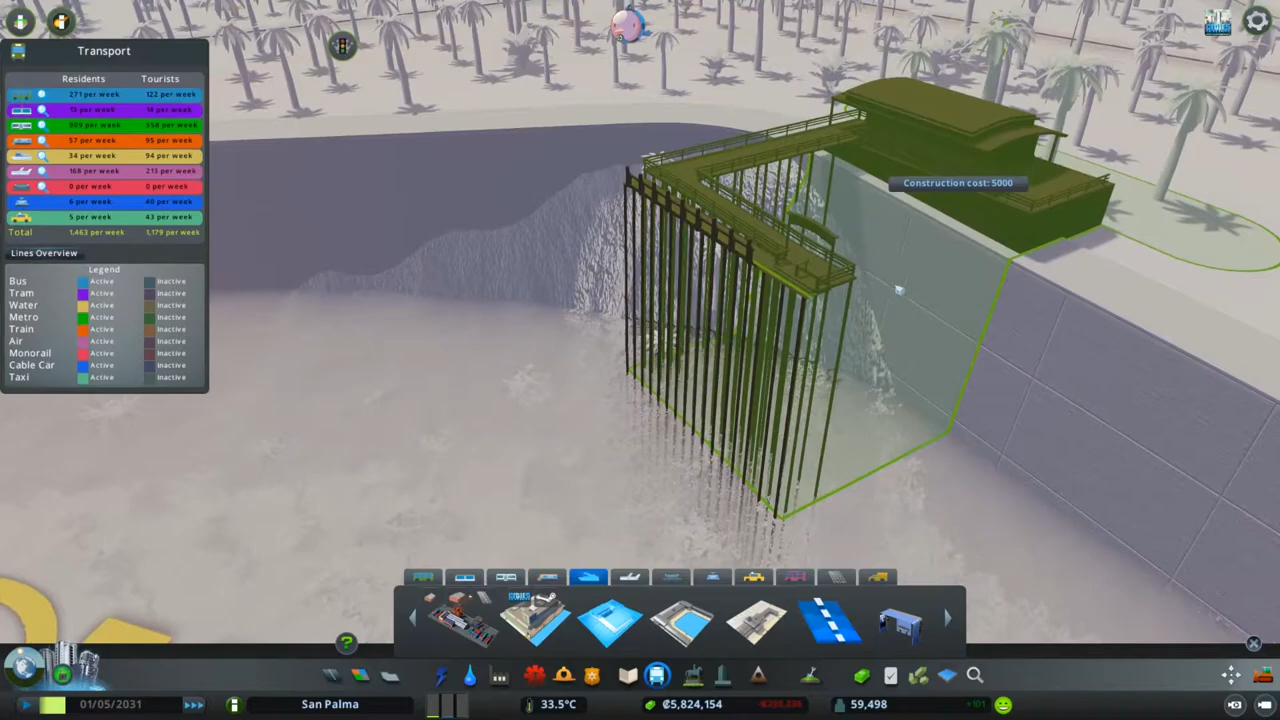 Transport
Residents Tourists
271 per week 122 per week
13 per week 14 per week
909 per week 558 per week
57 per week 95 per week
34 per week 94 per week
168 per week 213 per week
0 per week 0 per week
6 per week 40 per week
5 per week 43 per week
Total 1,463 per week 1,179 per week
Lines Overview
Legend
Bus Active Inactive
Tram Active Inactive
Water Active Inactive
Metro Active Inactive
Train Active Inactive
Air Active Inactive
Monorail Active Inactive
Cable Car Active Inactive
Taxi Active Inactive
Construction cost: 5000
?
01/05/2031
San Palma
33.5°C
₡5,824,154
59,498
+101